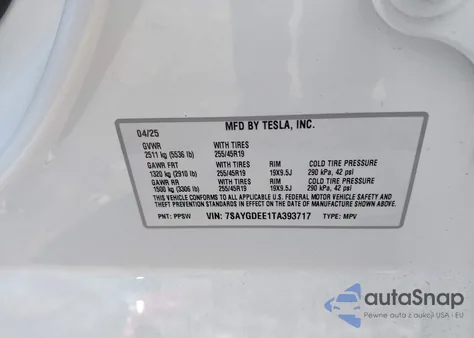 04/25 MFD BY TESLA, INC.
GVWR WITH TIRES
2511 kg (5536 lb) 255/45R19
GAWR FRT WITH TIRES RIM COLD TIRE PRESSURE
1320 kg (2910 lb) 255/45R19 19X9.5J 290 kPa, 42 psi
GAWR RR WITH TIRES RIM COLD TIRE PRESSURE
1500 kg (3306 lb) 255/45R19 19X9.5J 290 kPa, 42 psi
THIS VEHICLE CONFORMS TO ALL APPLICABLE U.S. FEDERAL MOTOR VEHICLE SAFETY AND THEFT PREVENTION STANDARDS IN EFFECT ON THE DATE OF MANUFACTURE SHOWN ABOVE.
PNT: PPSW VIN: 7SAYGDEE1TA393717 TYPE: MPV
autoSnap
Pewne auta z aukcji USA - EU